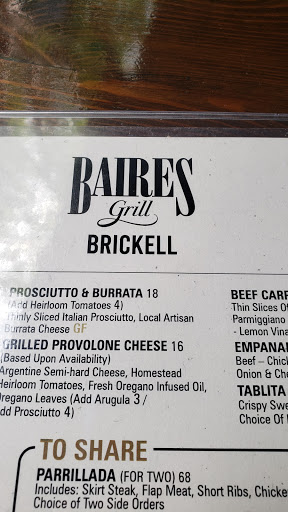 BAIRES
Grill
BRICKELL
PROSCIUTTO & BURRATA 18
(Add Heirloom Tomatoes 4)
Thinly Sliced Italian Prosciutto, Local Artisan
Burrata Cheese GF
GRILLED PROVOLONE CHEESE 16
(Based Upon Availability)
Argentine Semi-hard Cheese, Homestead
Heirloom Tomatoes, Fresh Oregano Infused Oil,
Oregano Leaves (Add Arugula 3 /
Add Prosciutto 4)
BEEF CARP
Thin Slices Of
Parmiggiano
- Lemon Vina
EMPANA
Beef – Chick
Onion & Che
TABLITA
Crispy Swe
Choice Of
TO SHARE
PARRILLADA (FOR TWO) 68
Includes: Skirt Steak, Flap Meat, Short Ribs, Chicke
Choice of Two Side Orders